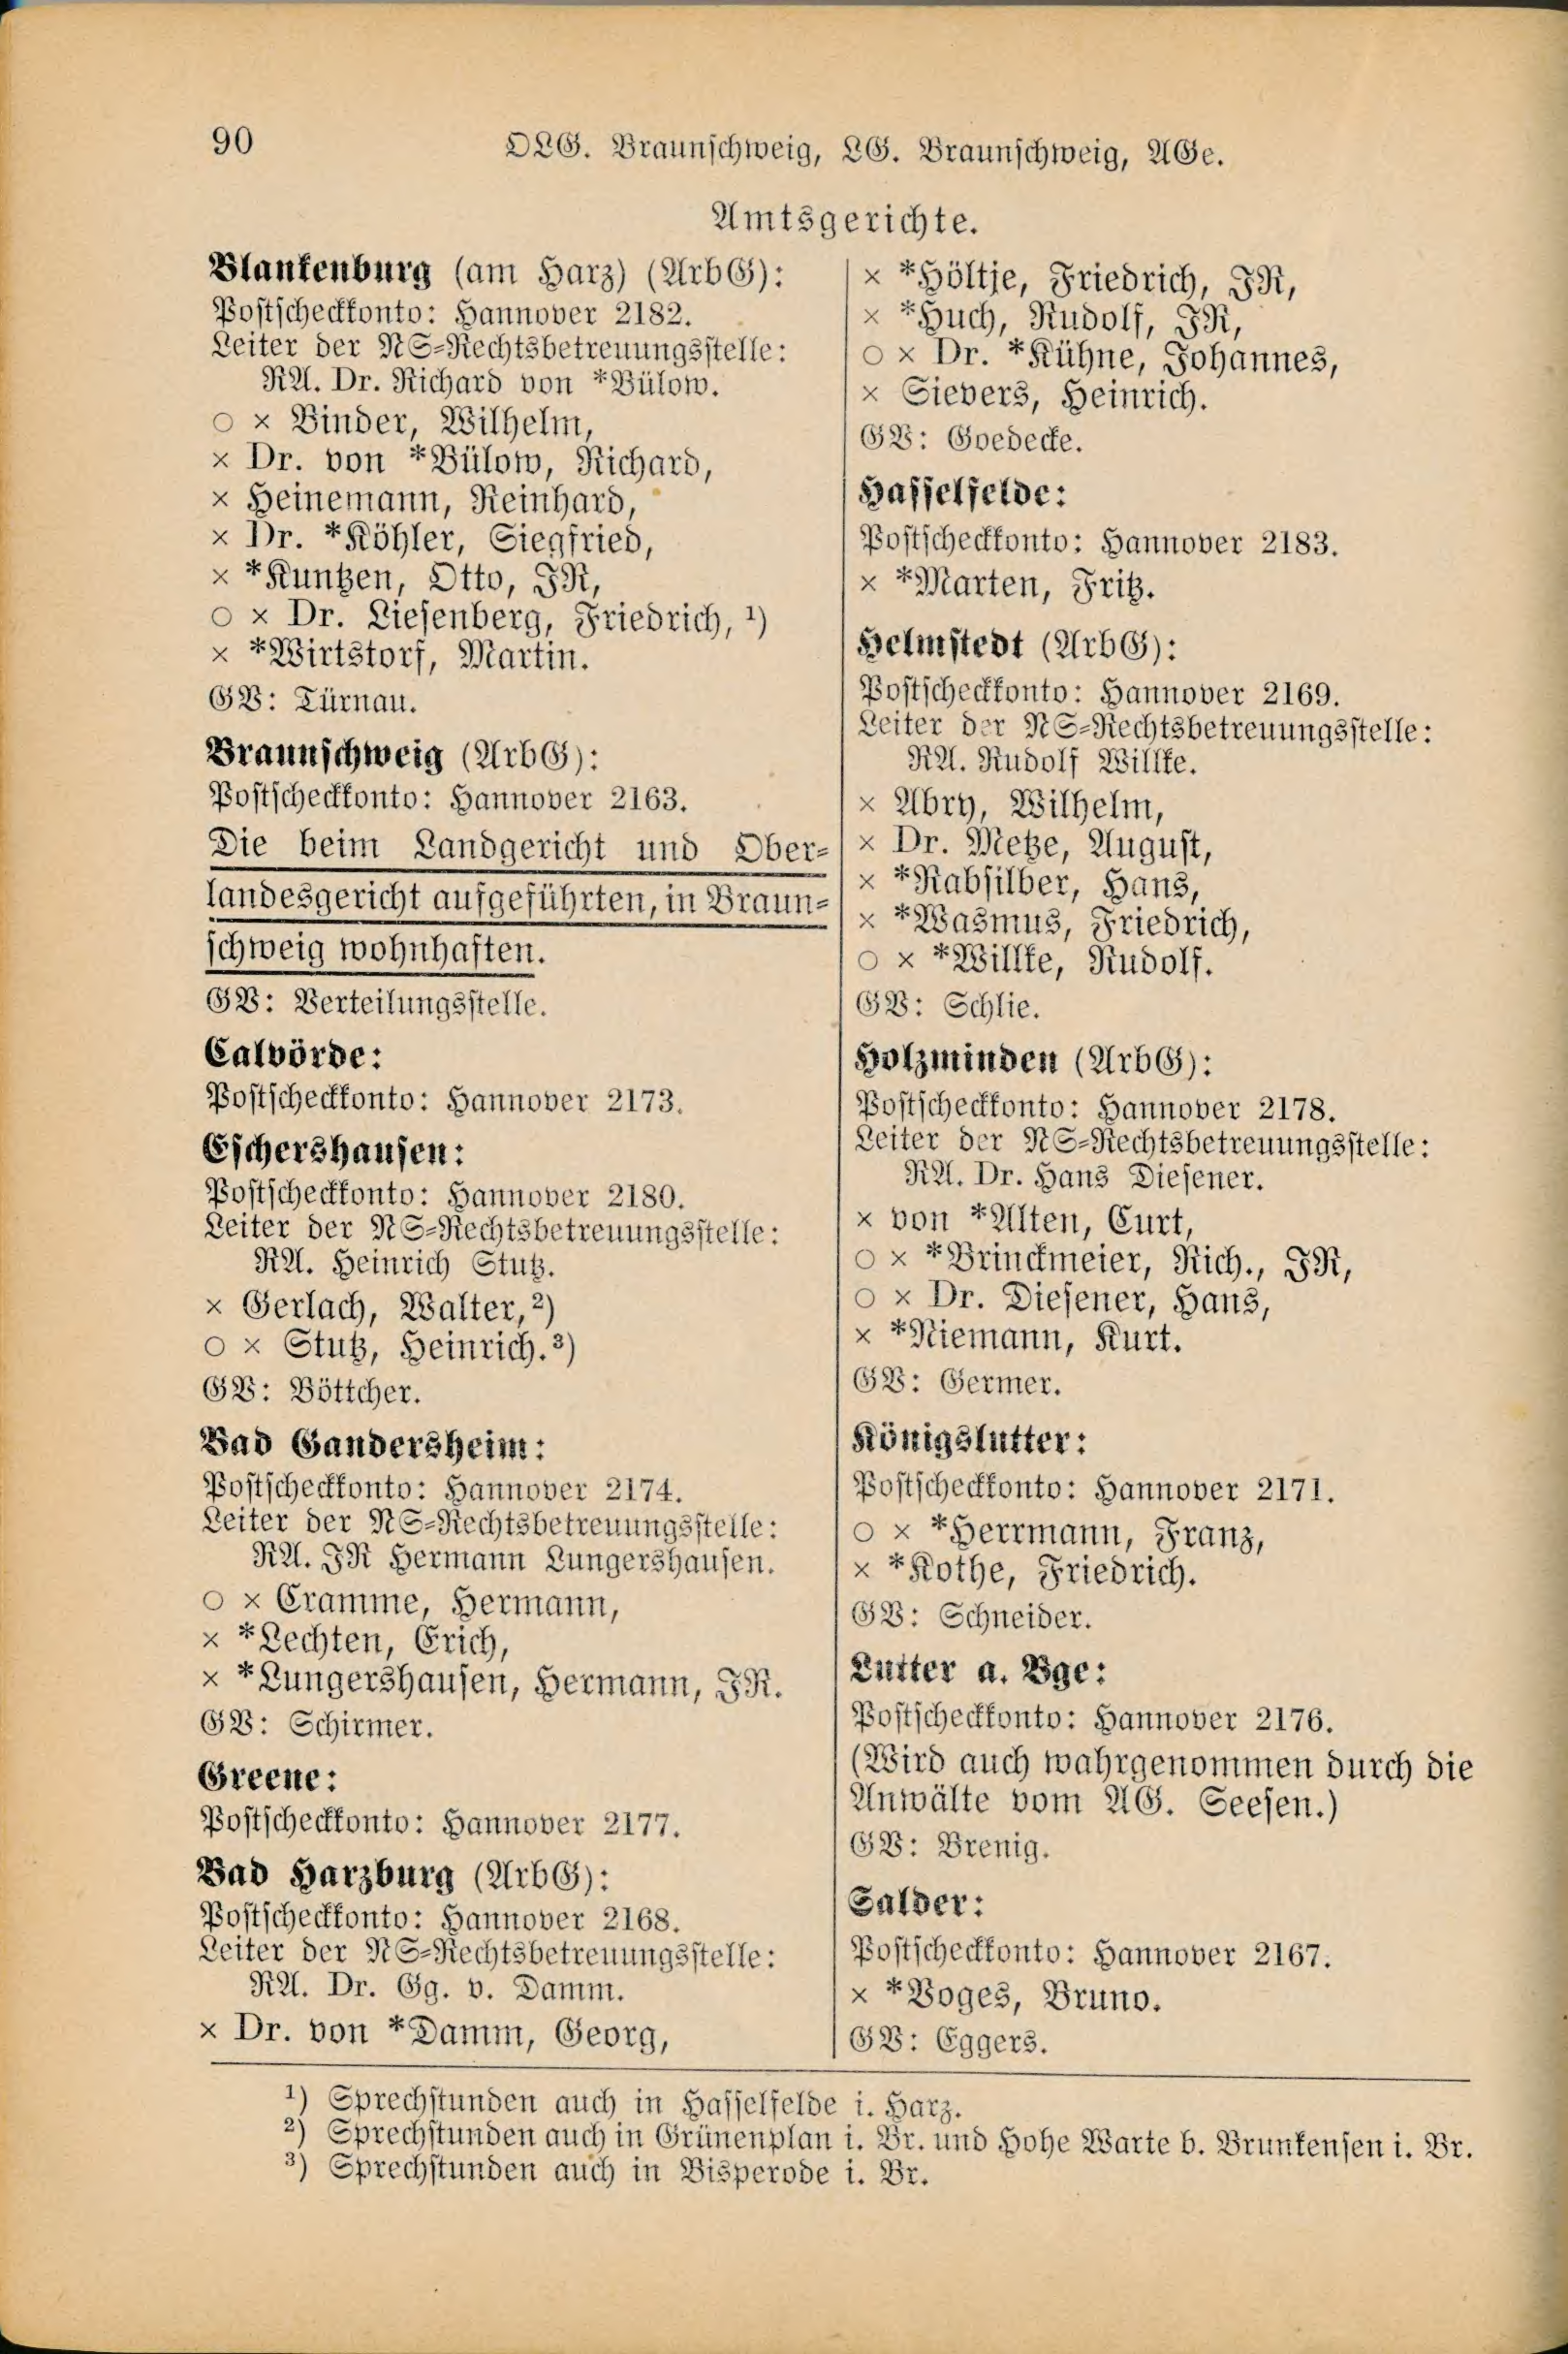 90
OLG. Braunschweig, LG. Braunschweig, AGe.
Amtsgerichte.
Blankenburg (am Harz) (ArbG):
Postscheckkonto: Hannover 2182.
Leiter der NS-Rechtsbetreuungsstelle:
RA. Dr. Richard von *Bülow.
○ × Binder, Wilhelm,
× Dr. von *Bülow, Richard,
× Heinemann, Reinhard,
× Dr. *Köhler, Siegfried,
× *Kuntzen, Otto, JR,
○ × Dr. Liesenberg, Friedrich, ¹)
× *Wirtstorf, Martin.
GV: Türnau.
Braunschweig (ArbG):
Postscheckkonto: Hannover 2163.
Die beim Landgericht und Ober-
landesgericht aufgeführten, in Braun-
schweig wohnhaften.
GV: Verteilungsstelle.
Calvörde:
Postscheckkonto: Hannover 2173.
Eschershausen:
Postscheckkonto: Hannover 2180.
Leiter der NS-Rechtsbetreuungsstelle:
RA. Heinrich Stutz.
× Gerlach, Walter, ²)
○ × Stutz, Heinrich. ³)
GV: Böttcher.
Bad Gandersheim:
Postscheckkonto: Hannover 2174.
Leiter der NS-Rechtsbetreuungsstelle:
RA. JR Hermann Lungershausen.
○ × Cramme, Hermann,
× *Lechten, Erich,
× *Lungershausen, Hermann, JR.
GV: Schirmer.
Greene:
Postscheckkonto: Hannover 2177.
Bad Harzburg (ArbG):
Postscheckkonto: Hannover 2168.
Leiter der NS-Rechtsbetreuungsstelle:
RA. Dr. Gg. v. Damm.
× Dr. von *Damm, Georg,
× *Höltje, Friedrich, JR,
× *Huch, Rudolf, JR,
○ × Dr. *Kühne, Johannes,
× Sievers, Heinrich.
GV: Goedecke.
Hasselfelde:
Postscheckkonto: Hannover 2183.
× *Marten, Fritz.
Helmstedt (ArbG):
Postscheckkonto: Hannover 2169.
Leiter der NS-Rechtsbetreuungsstelle:
RA. Rudolf Willke.
× Abry, Wilhelm,
× Dr. Metze, August,
× *Rabsilber, Hans,
× *Wasmus, Friedrich,
○ × *Willke, Rudolf.
GV: Schlie.
Holzminden (ArbG):
Postscheckkonto: Hannover 2178.
Leiter der NS-Rechtsbetreuungsstelle:
RA. Dr. Hans Diesener.
× von *Alten, Curt,
○ × *Brinckmeier, Rich., JR,
○ × Dr. Diesener, Hans,
× *Niemann, Kurt.
GV: Germer.
Königslutter:
Postscheckkonto: Hannover 2171.
○ × *Herrmann, Franz,
× *Kothe, Friedrich.
GV: Schneider.
Lutter a. Bge:
Postscheckkonto: Hannover 2176.
(Wird auch wahrgenommen durch die
Anwälte vom AG. Seesen.)
GV: Brenig.
Salder:
Postscheckkonto: Hannover 2167.
× *Voges, Bruno.
GV: Eggers.
¹) Sprechstunden auch in Hasselfelde i. Harz.
²) Sprechstunden auch in Grünenplan i. Br. und Hohe Warte b. Brunkensen i. Br.
³) Sprechstunden auch in Bisperode i. Br.